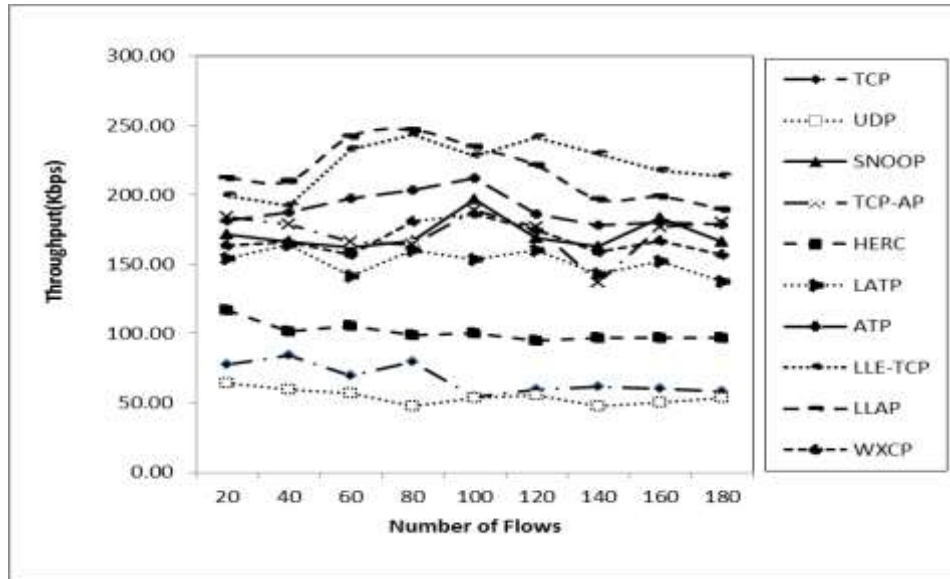 300.00
250.00
200.00
150.00
100.00
50.00
0.00
Throughput(Kbps)
20 40 60 80 100 120 140 160 180
Number of Flows
TCP
UDP
SNOOP
TCP-AP
HERC
LATP
ATP
LLE-TCP
LLAP
WXCP